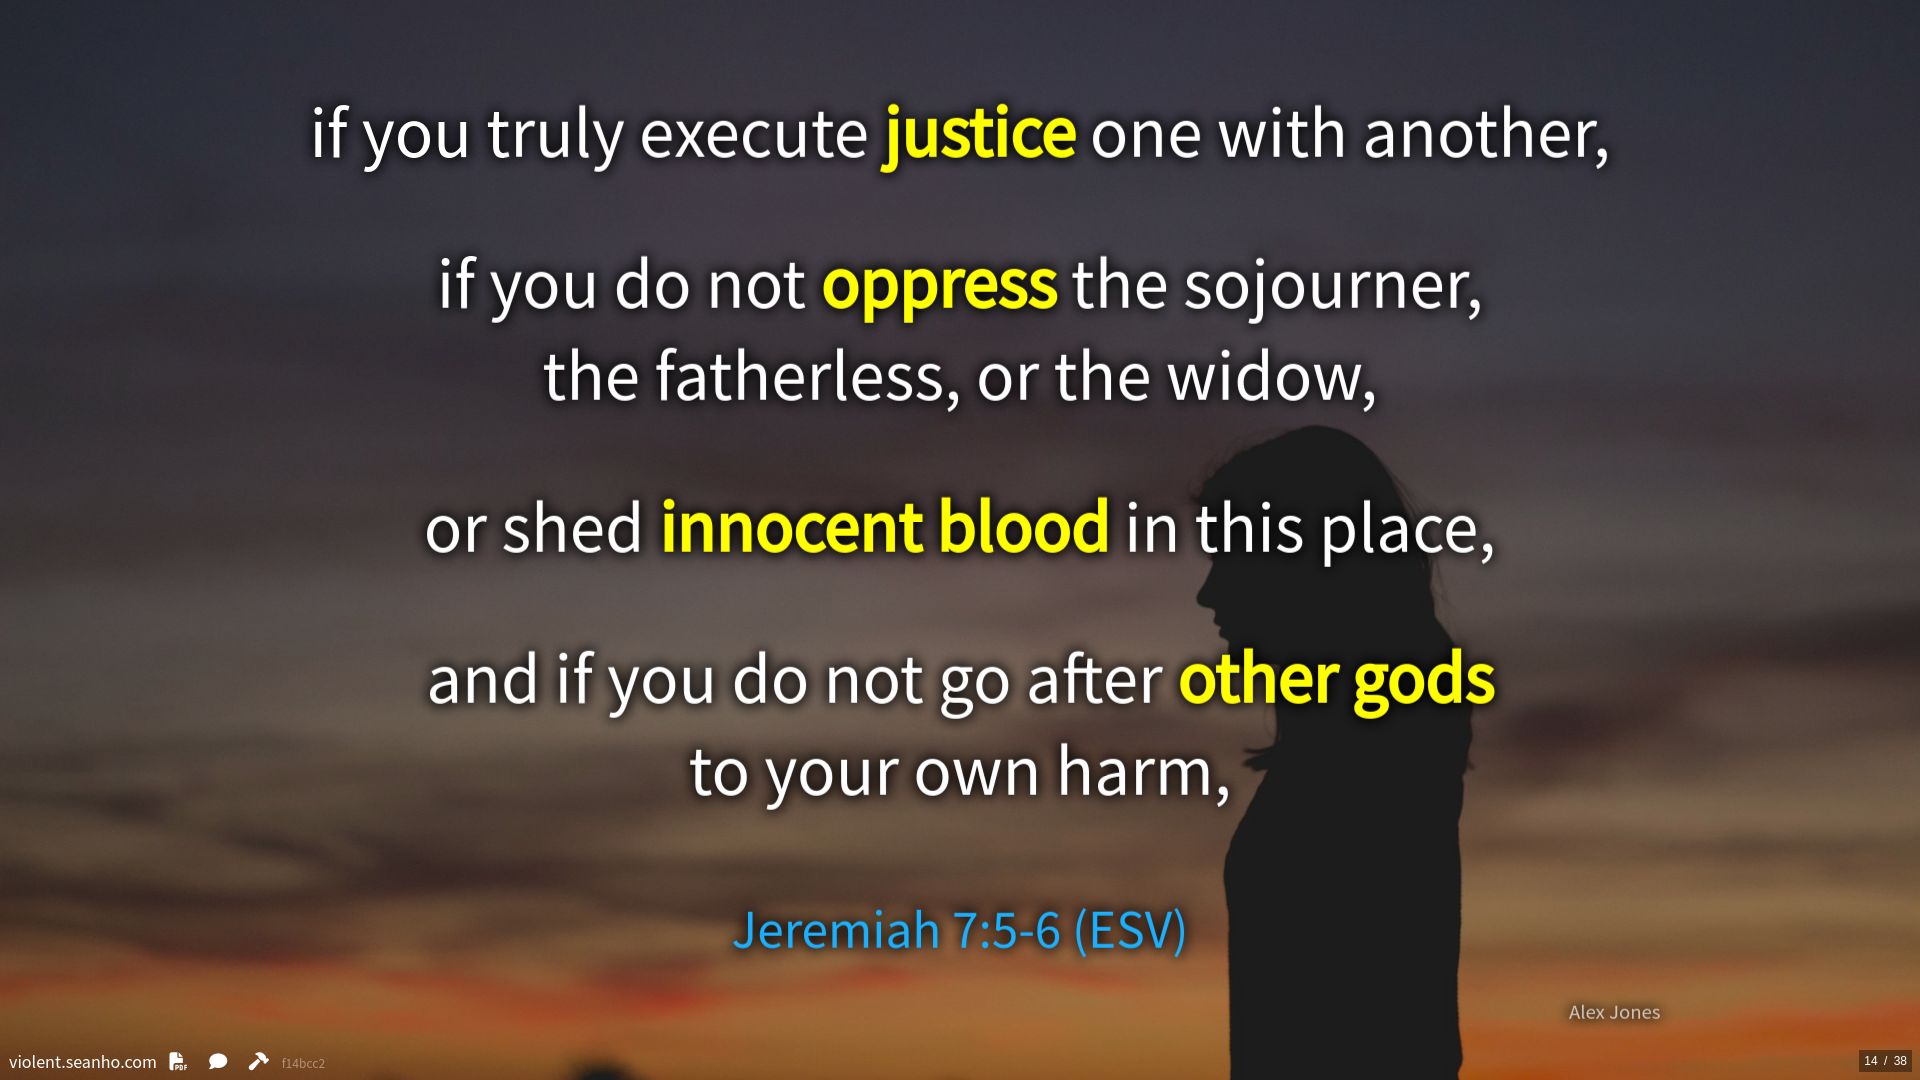 if you truly execute justice one with another,
if you do not oppress the sojourner,
the fatherless, or the widow,
or shed innocent blood in this place,
and if you do not go after other gods
to your own harm,
Jeremiah 7:5-6 (ESV)
Alex Jones
violent.seanho.com PDF f14bcc2
14 / 38